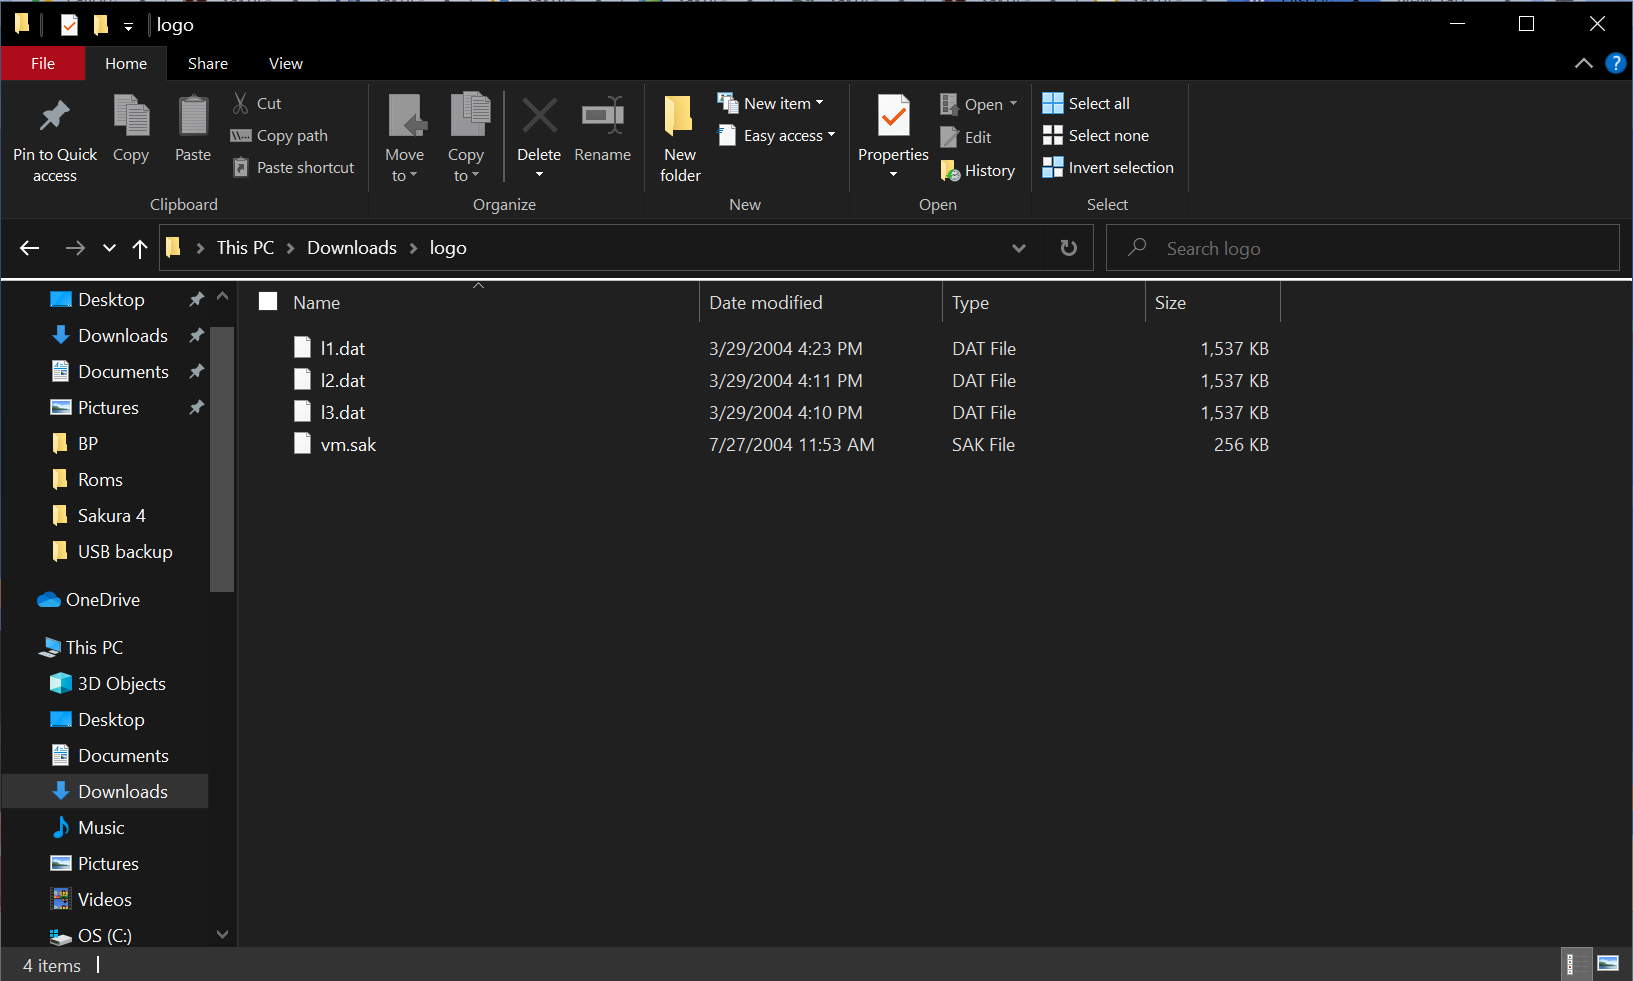 logo
File Home Share View
Pin to Quick access
Copy
Paste
Cut
Copy path
Paste shortcut
Clipboard
Move to
Copy to
Delete
Rename
Organize
New folder
New item
Easy access
New
Properties
Open
Edit
History
Open
Select all
Select none
Invert selection
Select
This PC > Downloads > logo
Search logo
Desktop
Downloads
Documents
Pictures
BP
Roms
Sakura 4
USB backup
OneDrive
This PC
3D Objects
Desktop
Documents
Downloads
Music
Pictures
Videos
OS (C:)
Name Date modified Type Size
l1.dat 3/29/2004 4:23 PM DAT File 1,537 KB
l2.dat 3/29/2004 4:11 PM DAT File 1,537 KB
l3.dat 3/29/2004 4:10 PM DAT File 1,537 KB
vm.sak 7/27/2004 11:53 AM SAK File 256 KB
4 items